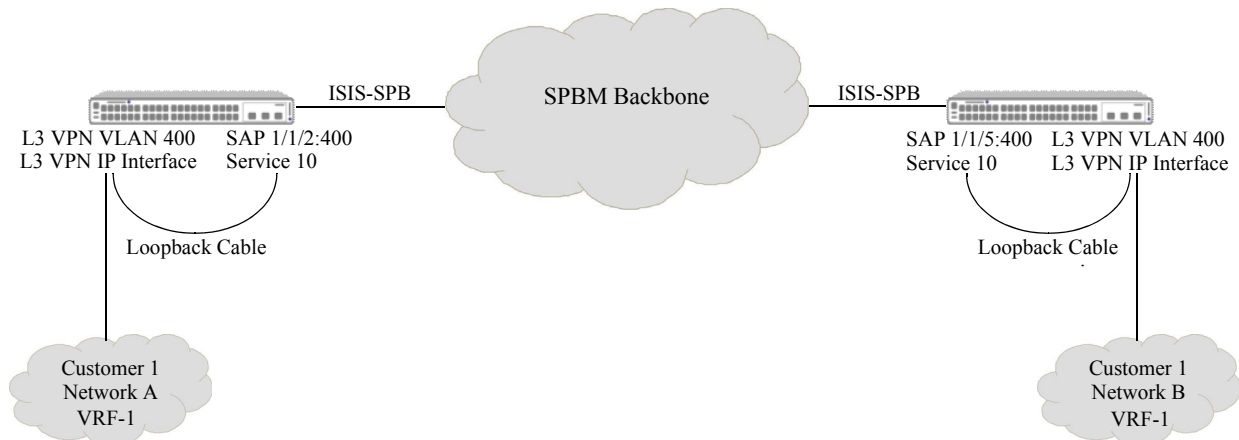 ISIS-SPB
SPBM Backbone
ISIS-SPB
L3 VPN VLAN 400
L3 VPN IP Interface
SAP 1/1/2:400
Service 10
SAP 1/1/5:400
Service 10
L3 VPN VLAN 400
L3 VPN IP Interface
Loopback Cable
Loopback Cable
Customer 1
Network A
VRF-1
Customer 1
Network B
VRF-1